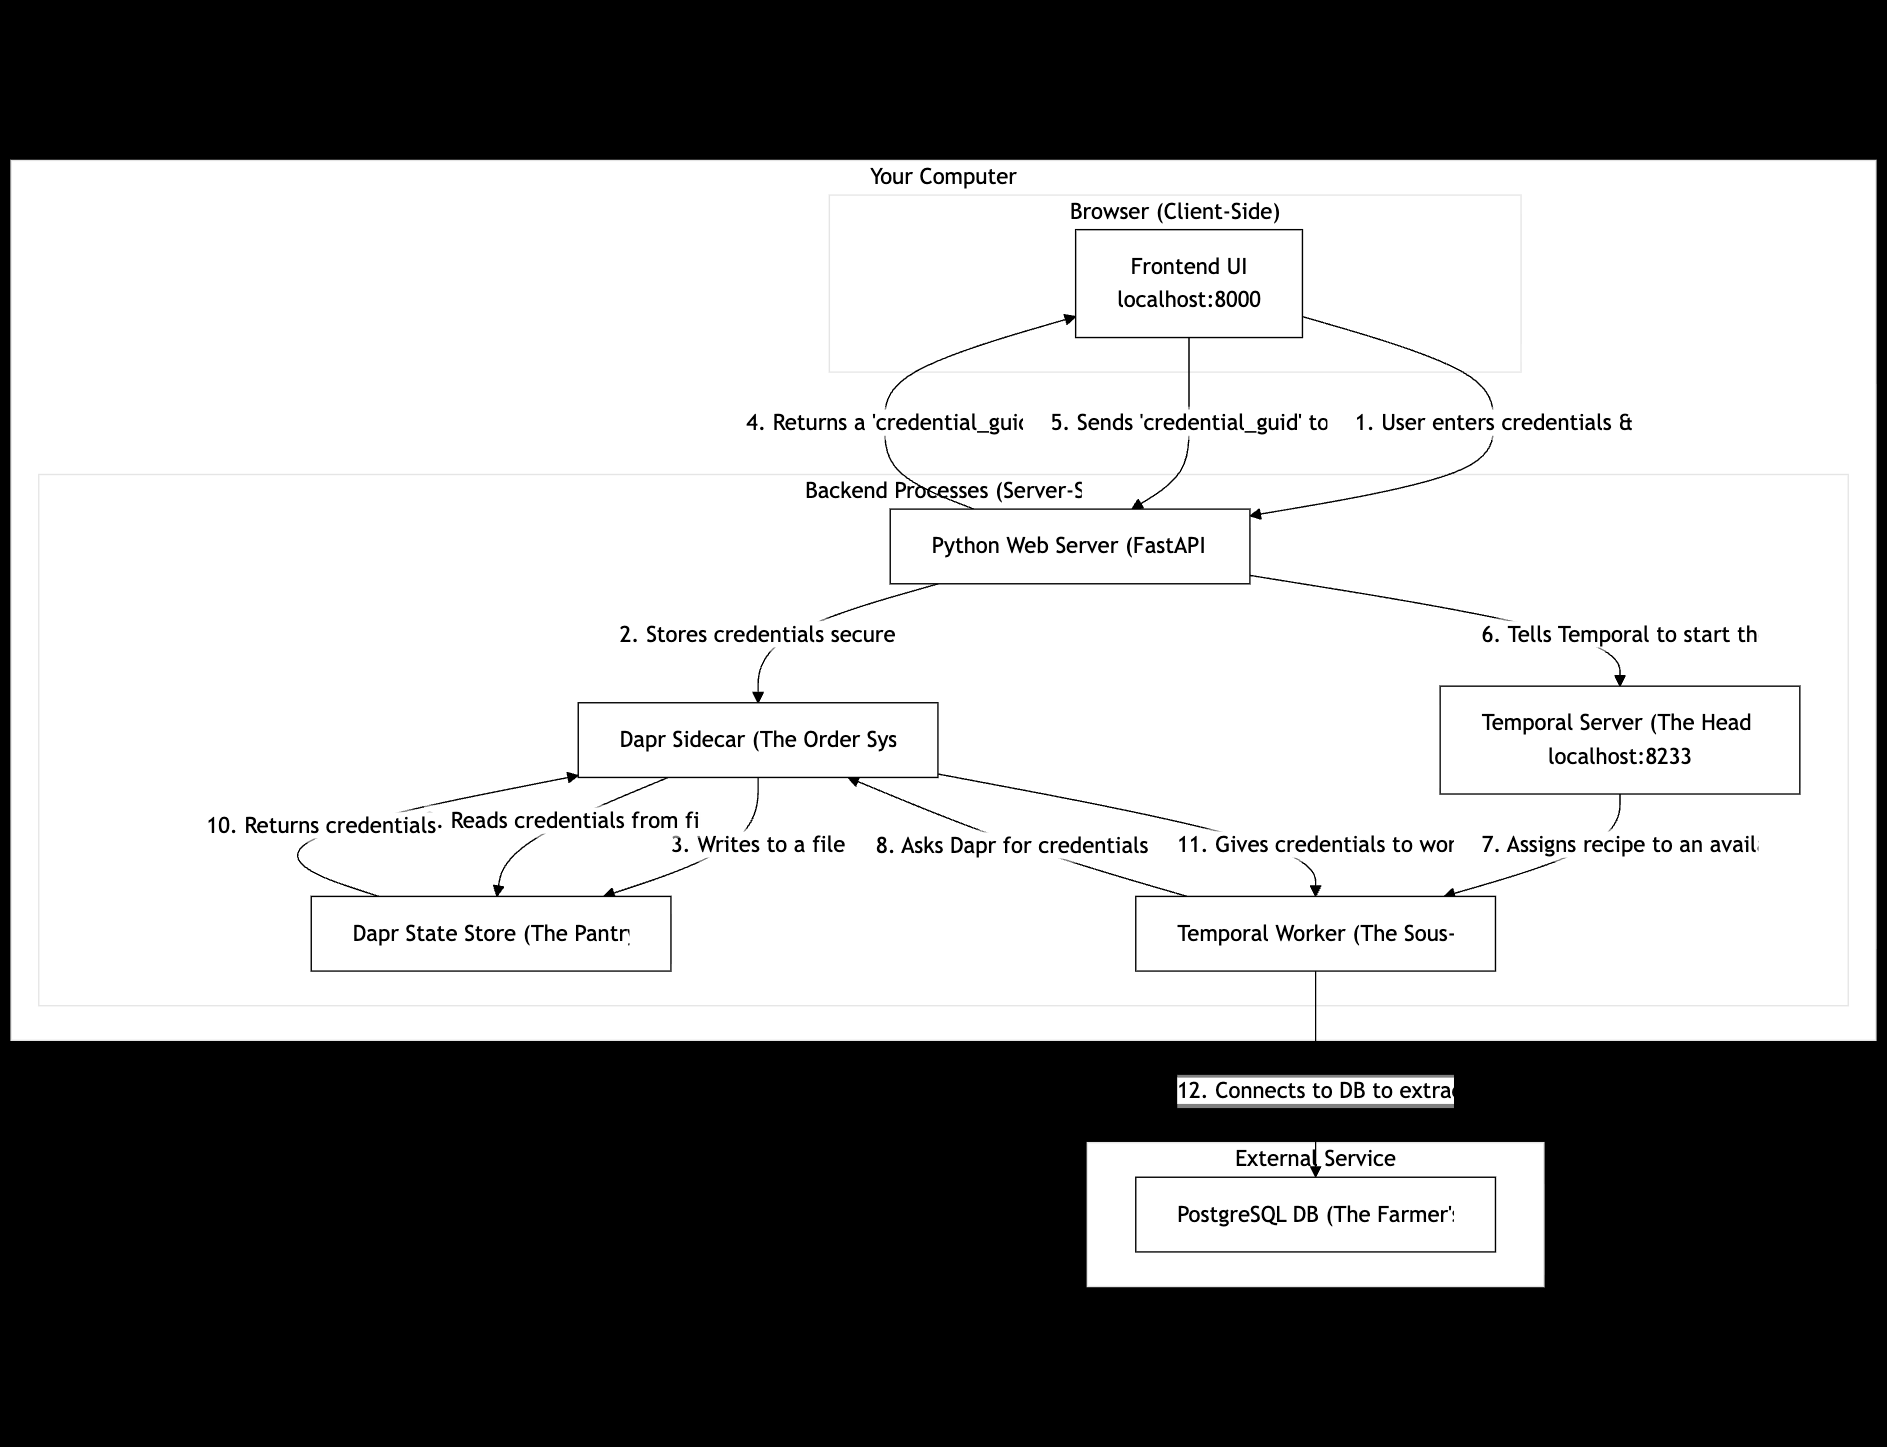 Your Computer
Browser (Client-Side)
Frontend UI
localhost:8000
4. Returns a 'credential_guid
5. Sends 'credential_guid' to
1. User enters credentials &
Backend Processes (Server-S
Python Web Server (FastAPI
2. Stores credentials secure
6. Tells Temporal to start th
Dapr Sidecar (The Order Sys
Temporal Server (The Head
localhost:8233
10. Returns credentials
. Reads credentials from fi
3. Writes to a file
8. Asks Dapr for credentials
11. Gives credentials to wor
7. Assigns recipe to an avail
Dapr State Store (The Pantry
Temporal Worker (The Sous-
12. Connects to DB to extrac
External Service
PostgreSQL DB (The Farmer's